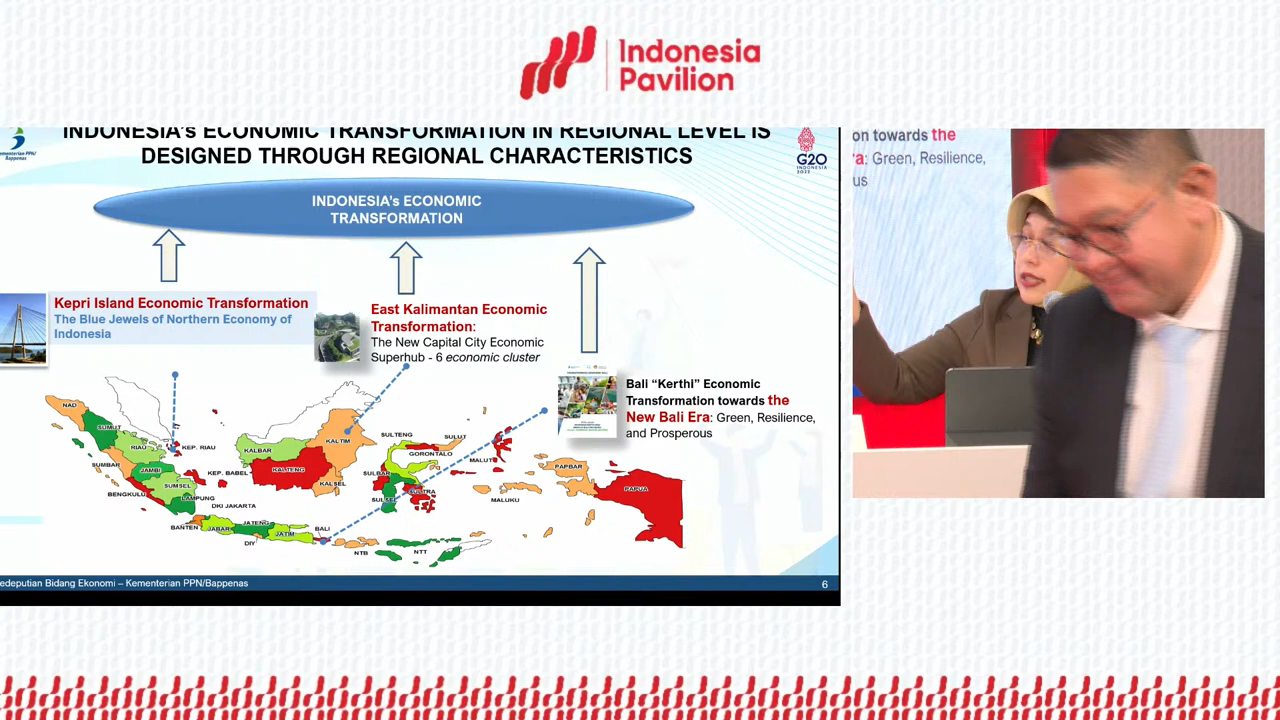 Indonesia
Pavilion
INDONESIA's ECONOMIC TRANSFORMATION IN REGIONAL LEVEL IS
DESIGNED THROUGH REGIONAL CHARACTERISTICS
Kementerian PPN/
Bappenas
G20
INDONESIA
2022
INDONESIA's ECONOMIC
TRANSFORMATION
Kepri Island Economic Transformation
The Blue Jewels of Northern Economy of
Indonesia
East Kalimantan Economic
Transformation:
The New Capital City Economic
Superhub - 6 economic cluster
Bali “Kerthi” Economic
Transformation towards the
New Bali Era: Green, Resilience,
and Prosperous
NAD
SUMUT
RIAU
KEP. RIAU
SUMBAR
JAMBI
KEP. BABEL
SUMSEL
BENGKULU
LAMPUNG
DKI JAKARTA
BANTEN
JABAR
JATENG
JATIM
DIY
BALI
NTB
NTT
KALBAR
KALTENG
KALTIM
KALSEL
SULTENG
SULUT
GORONTALO
SULBAR
SULSEL
SULTRA
MALUT
MALUKU
PAPBAR
PAPUA
edeputian Bidang Ekonomi – Kementerian PPN/Bappenas
6
on towards the
ra: Green, Resilience,
us